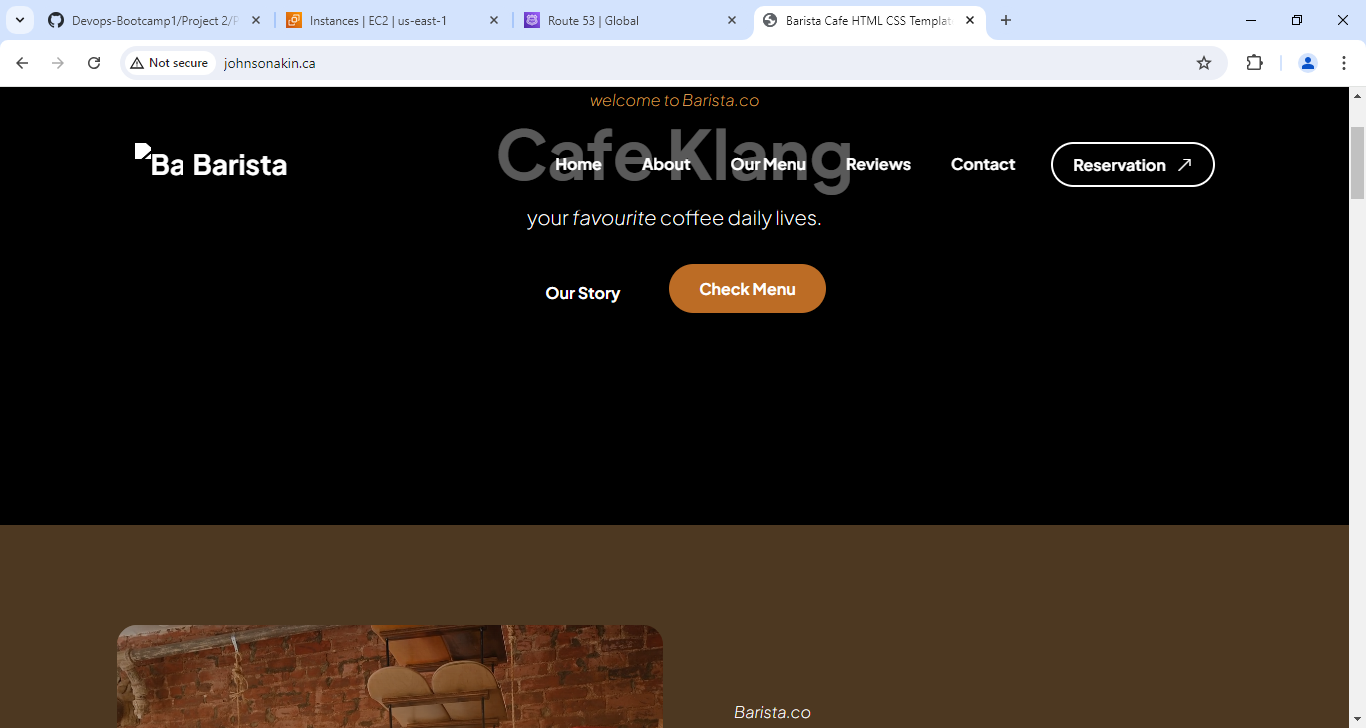 Devops-Bootcamp1/Project 2/P
Instances | EC2 | us-east-1
Route 53 | Global
Barista Cafe HTML CSS Templat
Not secure
johnsonakin.ca
welcome to Barista.co
Cafe Klang
Ba Barista
Home
About
Our Menu
Reviews
Contact
Reservation
your favourite coffee daily lives.
Our Story
Check Menu
Barista.co